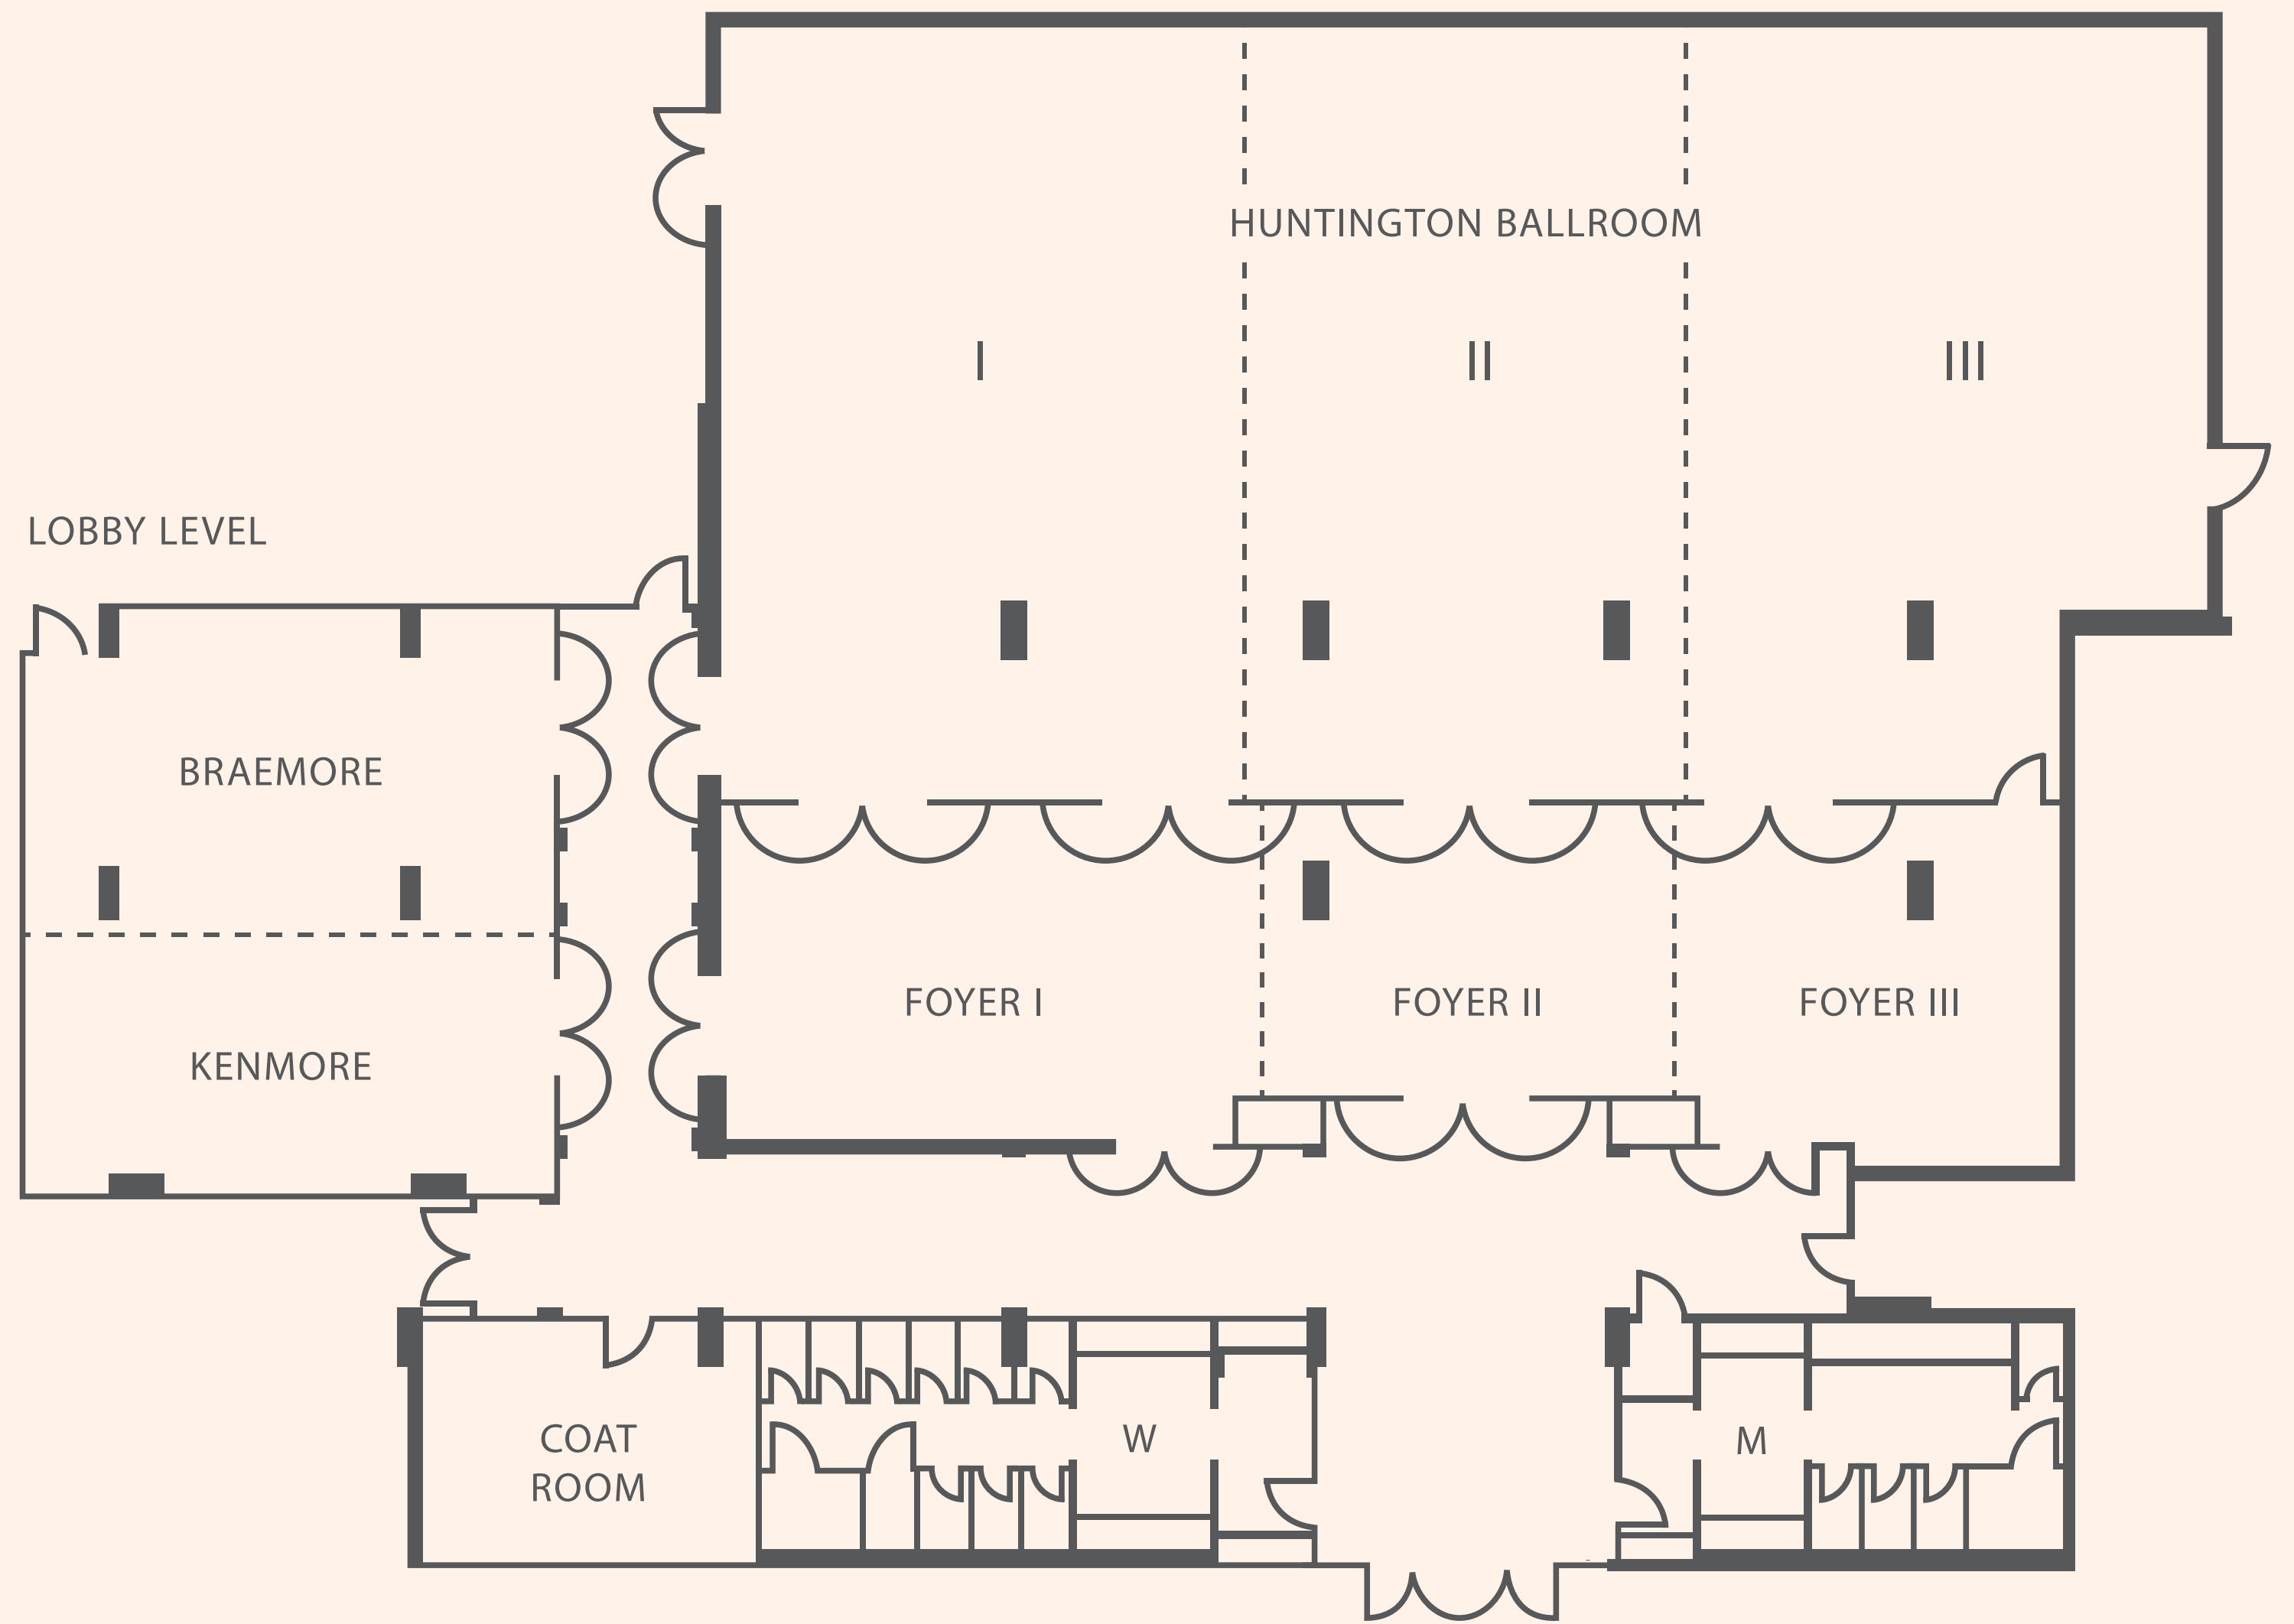 HUNTINGTON BALLROOM
I
II
III
LOBBY LEVEL
BRAEMORE
KENMORE
FOYER I
FOYER II
FOYER III
COAT
ROOM
W
M